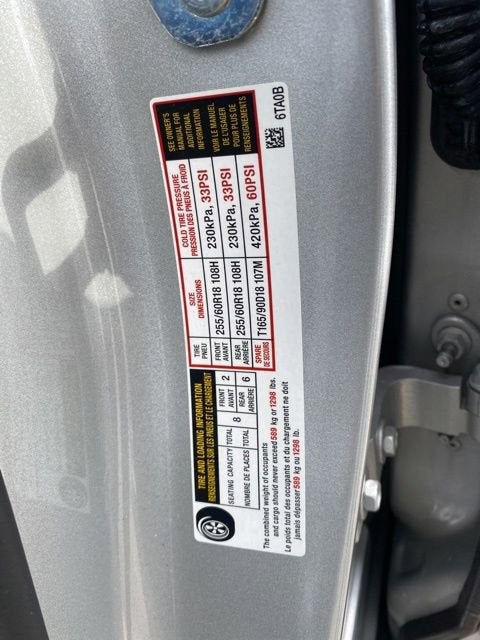 TIRE AND LOADING INFORMATION
RENSEIGNEMENTS SUR LES PNEUS ET LE CHARGEMENT
SEATING CAPACITY TOTAL 8 FRONT AVANT 2 REAR ARRIÈRE 6
NOMBRE DE PLACES TOTAL
The combined weight of occupants
and cargo should never exceed 589 kg or 1298 lbs.
Le poids total des occupants et du chargement ne doit
jamais dépasser 589 kg ou 1298 lb.
TIRE PNEU SIZE DIMENSIONS COLD TIRE PRESSURE
PRESSION DES PNEUS À FROID
FRONT AVANT 255/60R18 108H 230kPa, 33PSI
REAR ARRIÈRE 255/60R18 108H 230kPa, 33PSI
SPARE DE SECOURS T165/90D18 107M 420kPa, 60PSI
SEE OWNER'S
MANUAL FOR
ADDITIONAL
INFORMATION
VOIR LE MANUEL
DE L'USAGER
POUR PLUS DE
RENSEIGNEMENTS
6TA0B